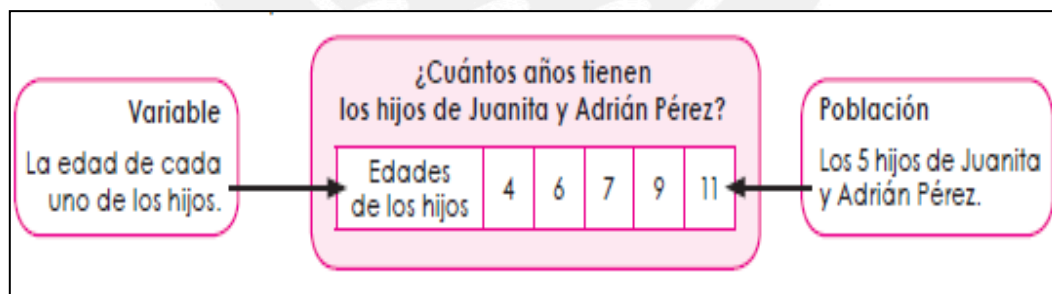 Variable
La edad de cada
uno de los hijos.
¿Cuántos años tienen
los hijos de Juanita y Adrián Pérez?
Edades
de los hijos
4 6 7 9 11
Población
Los 5 hijos de Juanita
y Adrián Pérez.